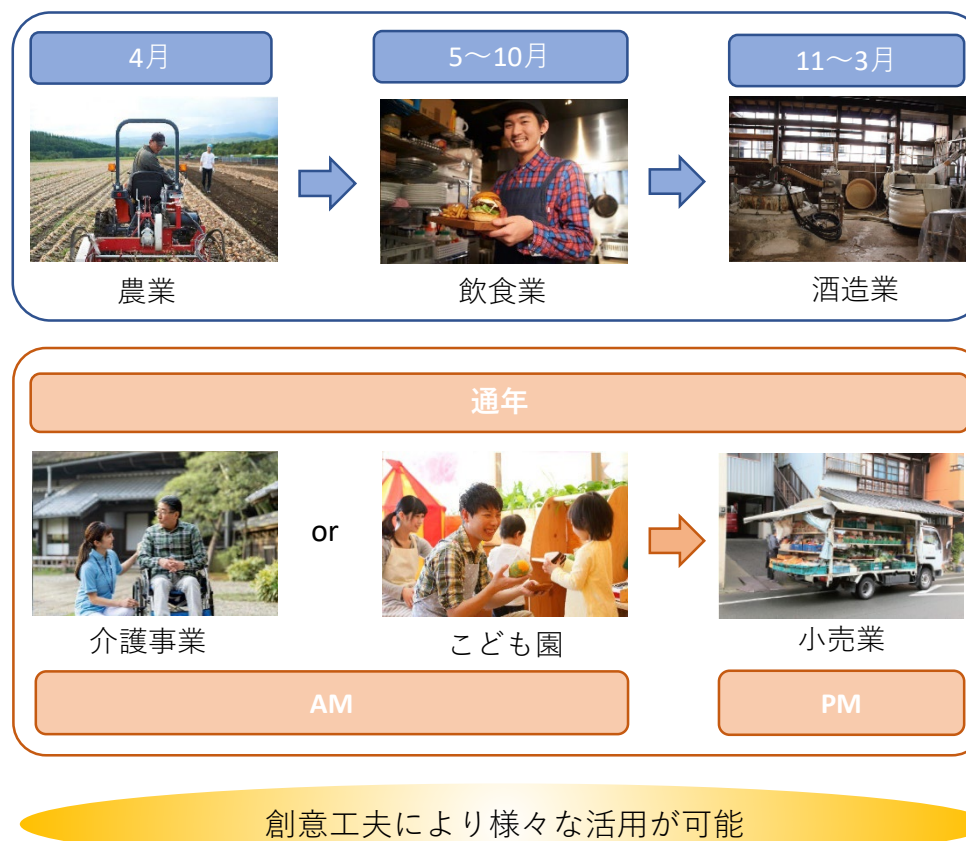 4月
5～10月
11～3月
農業
飲食業
酒造業
通年
or
介護事業
こども園
小売業
AM
PM
創意工夫により様々な活用が可能